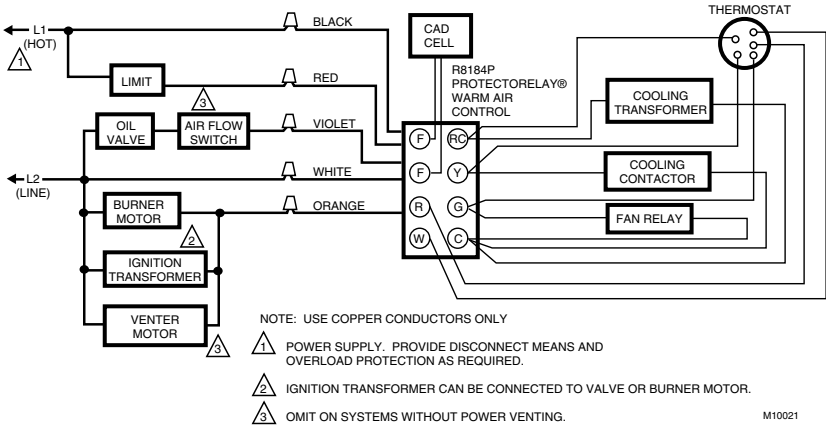 THERMOSTAT
L1
(HOT)
1
BLACK
CAD
CELL
LIMIT
3
RED
R8184P
PROTECTORELAY®
WARM AIR
CONTROL
COOLING
TRANSFORMER
OIL
VALVE
AIR FLOW
SWITCH
VIOLET
F
RC
L2
(LINE)
WHITE
F
Y
COOLING
CONTACTOR
BURNER
MOTOR
2
ORANGE
R
G
FAN RELAY
W
C
IGNITION
TRANSFORMER
VENTER
MOTOR
3
NOTE: USE COPPER CONDUCTORS ONLY
1 POWER SUPPLY. PROVIDE DISCONNECT MEANS AND
OVERLOAD PROTECTION AS REQUIRED.
2 IGNITION TRANSFORMER CAN BE CONNECTED TO VALVE OR BURNER MOTOR.
3 OMIT ON SYSTEMS WITHOUT POWER VENTING.
M10021